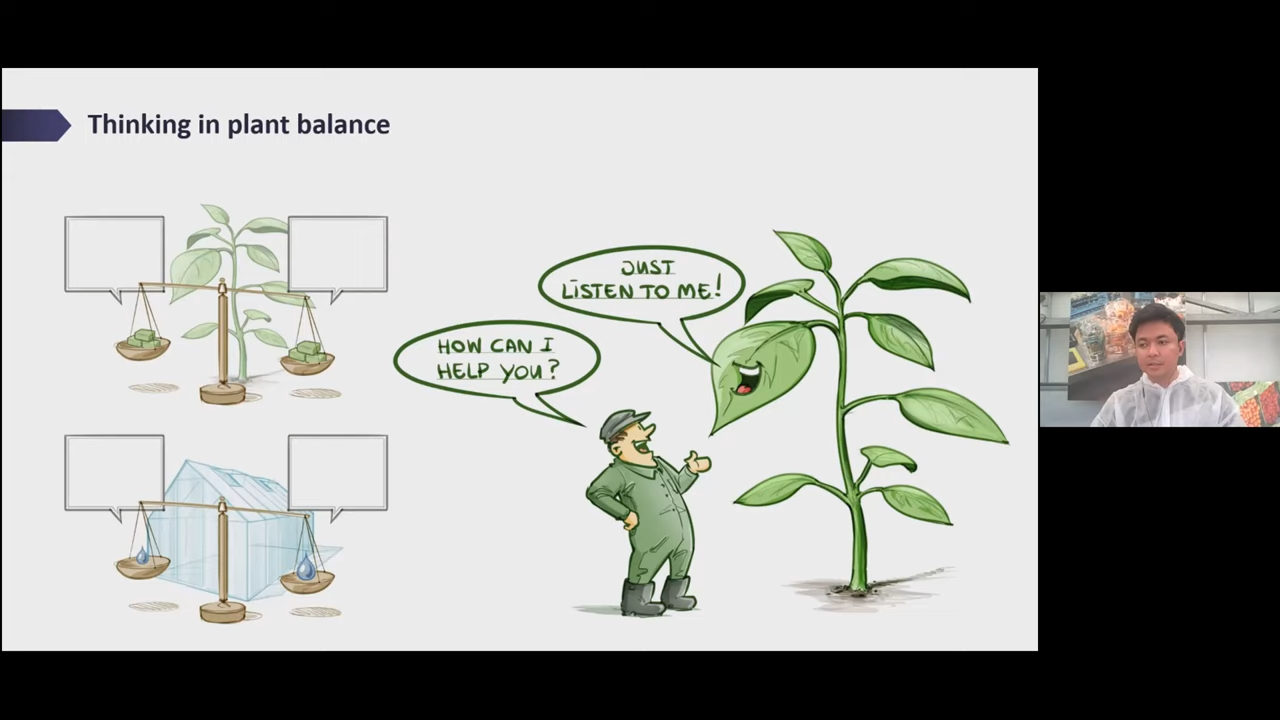 Thinking in plant balance
JUST
LISTEN TO ME!
HOW CAN I
HELP YOU?